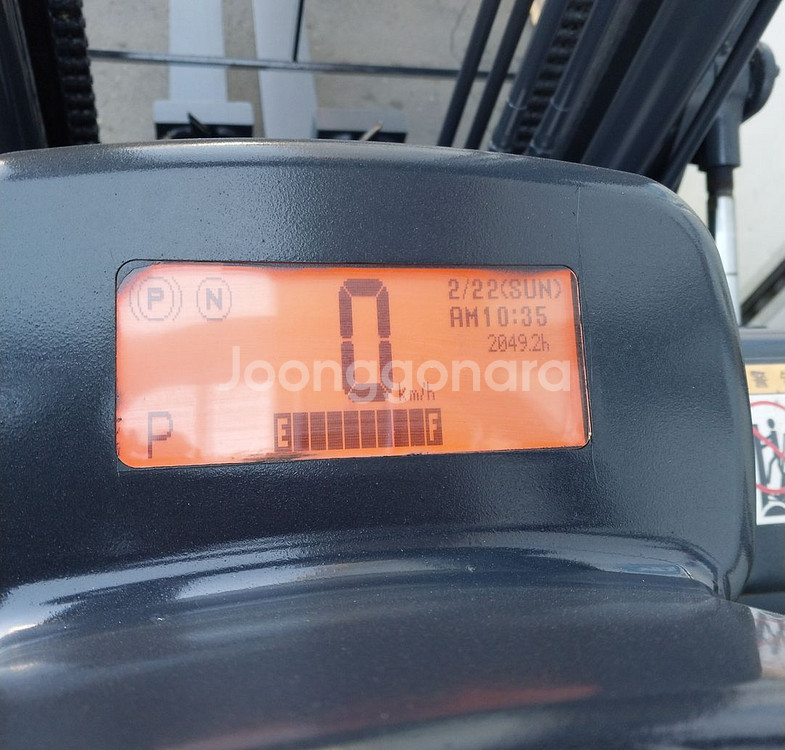 P N
0
Km/h
2/22(SUN)
AM10:35
2049.2h
Joonggonara
P
E F